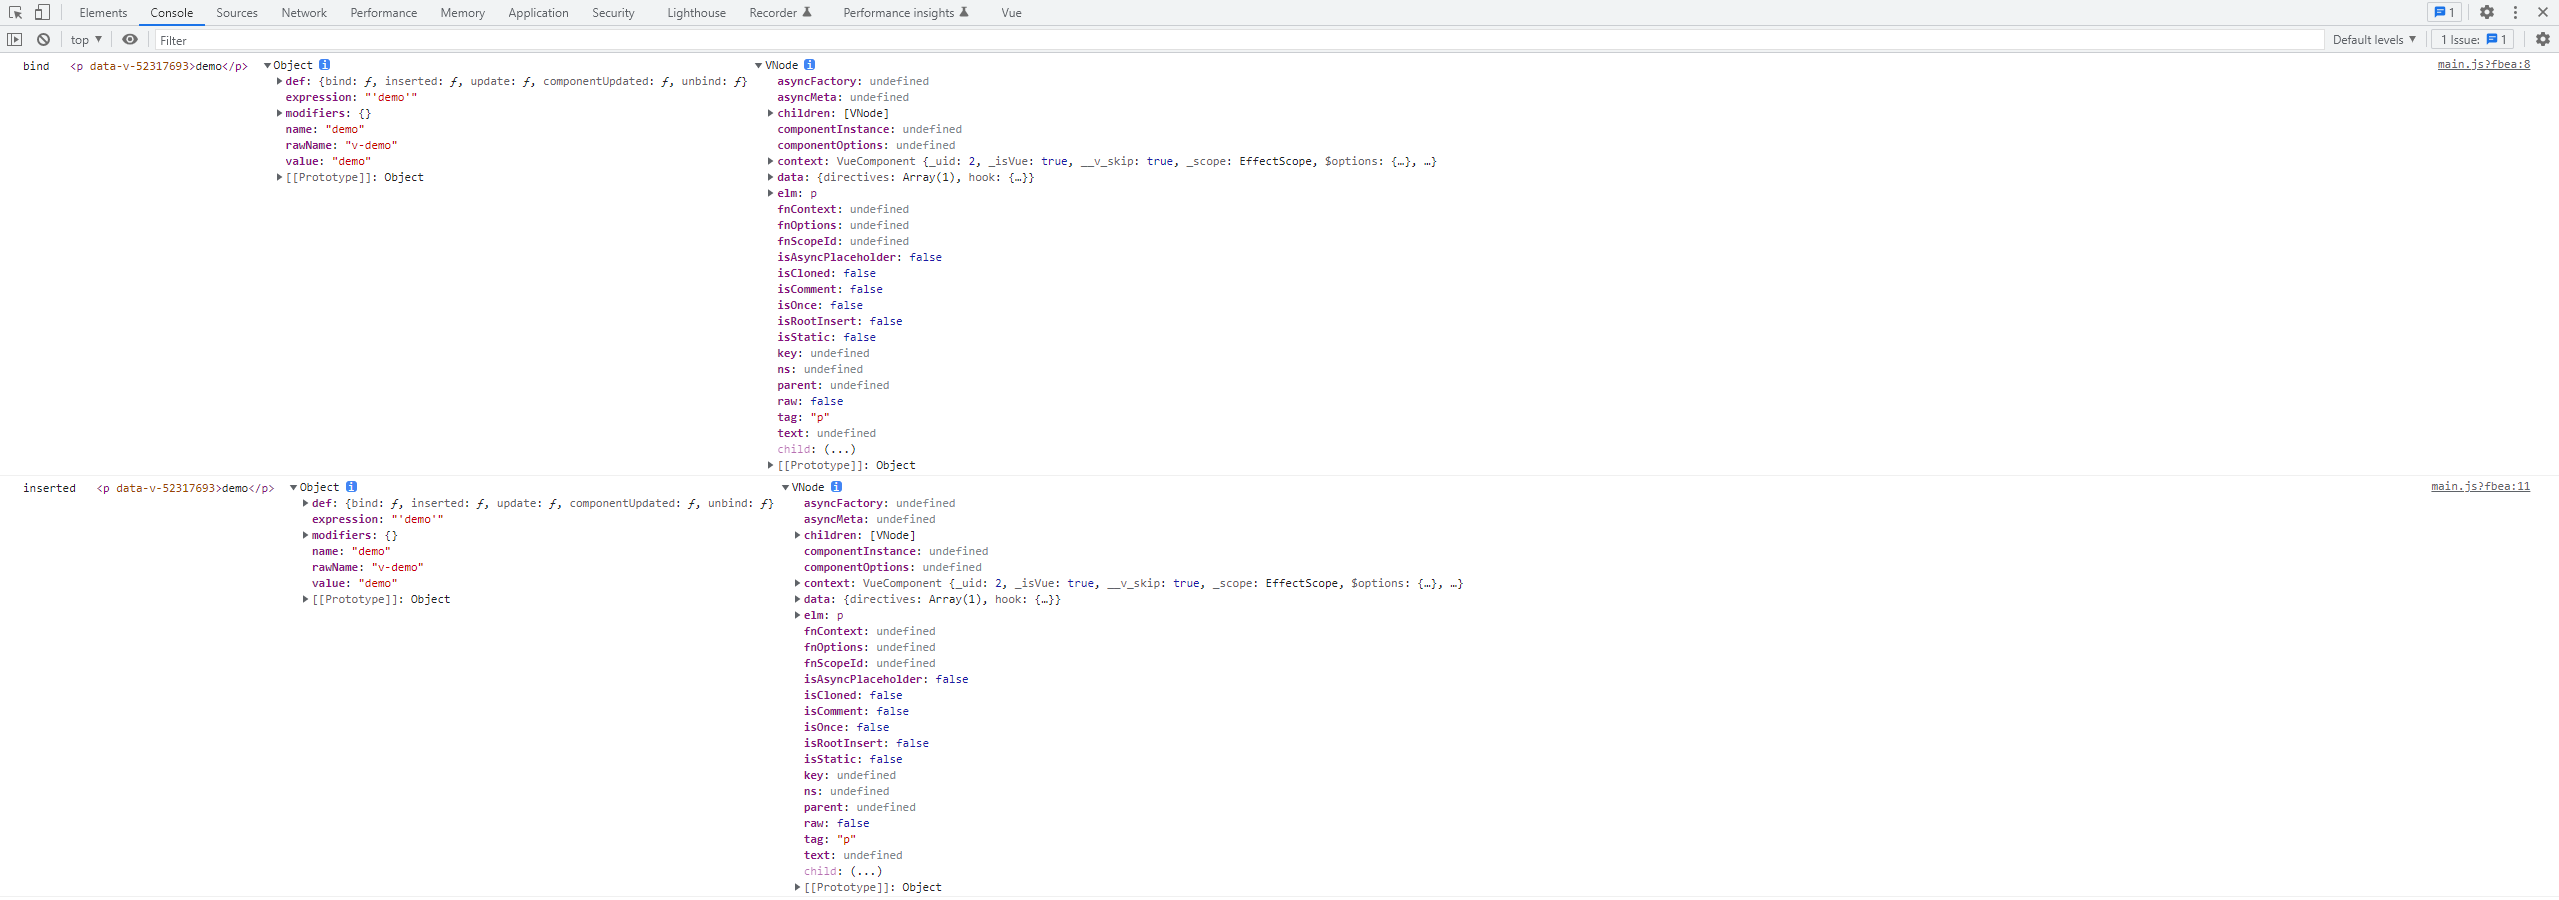 Elements Console Sources Network Performance Memory Application Security Lighthouse Recorder Performance insights Vue 1
top Filter Default levels 1 Issue: 1
bind <p data-v-52317693>demo</p> Object i VNode i main.js?fbea:8
def: {bind: ƒ, inserted: ƒ, update: ƒ, componentUpdated: ƒ, unbind: ƒ} asyncFactory: undefined
expression: "'demo'" asyncMeta: undefined
modifiers: {} children: [VNode]
name: "demo" componentInstance: undefined
rawName: "v-demo" componentOptions: undefined
value: "demo" context: VueComponent {_uid: 2, _isVue: true, __v_skip: true, _scope: EffectScope, $options: {…}, …}
[[Prototype]]: Object data: {directives: Array(1), hook: {…}}
elm: p
fnContext: undefined
fnOptions: undefined
fnScopeId: undefined
isAsyncPlaceholder: false
isCloned: false
isComment: false
isOnce: false
isRootInsert: false
isStatic: false
key: undefined
ns: undefined
parent: undefined
raw: false
tag: "p"
text: undefined
child: (...)
[[Prototype]]: Object
inserted <p data-v-52317693>demo</p> Object i VNode i main.js?fbea:11
def: {bind: ƒ, inserted: ƒ, update: ƒ, componentUpdated: ƒ, unbind: ƒ} asyncFactory: undefined
expression: "'demo'" asyncMeta: undefined
modifiers: {} children: [VNode]
name: "demo" componentInstance: undefined
rawName: "v-demo" componentOptions: undefined
value: "demo" context: VueComponent {_uid: 2, _isVue: true, __v_skip: true, _scope: EffectScope, $options: {…}, …}
[[Prototype]]: Object data: {directives: Array(1), hook: {…}}
elm: p
fnContext: undefined
fnOptions: undefined
fnScopeId: undefined
isAsyncPlaceholder: false
isCloned: false
isComment: false
isOnce: false
isRootInsert: false
isStatic: false
key: undefined
ns: undefined
parent: undefined
raw: false
tag: "p"
text: undefined
child: (...)
[[Prototype]]: Object